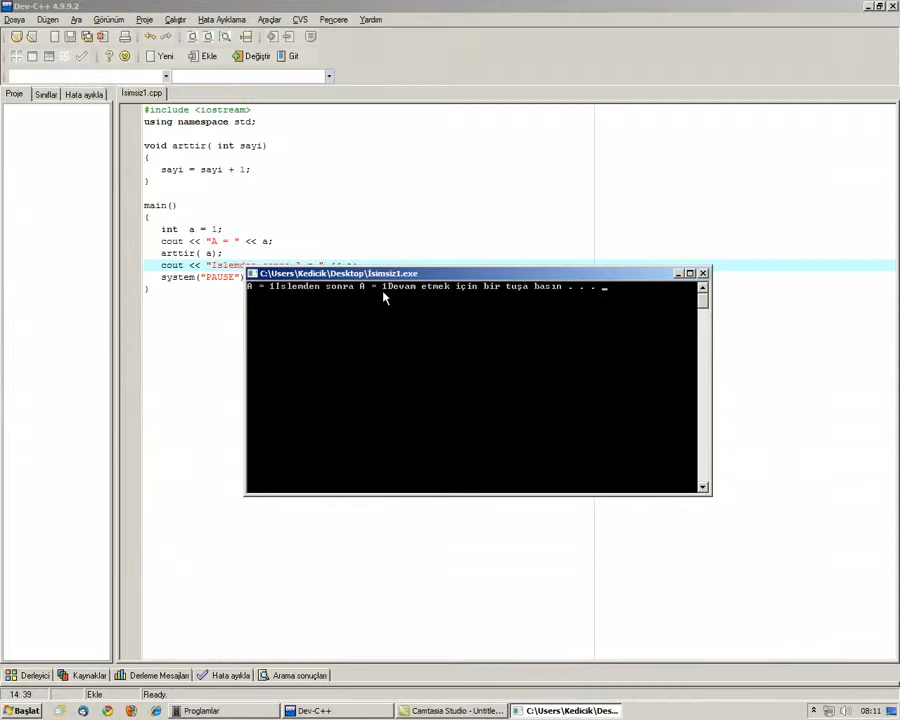 Dev-C++ 4.9.9.2
Dosya Düzen Ara Görünüm Proje Çalıştır Hata Ayıklama Araçlar CVS Pencere Yardım
Yeni Ekle Değiştir Git
Proje Sınıflar Hata ayıkla İsimsiz1.cpp
#include <iostream>
using namespace std;
void arttir( int sayi)
{
sayi = sayi + 1;
}
main()
{
int a = 1;
cout << "A = " << a;
arttir( a);
cout << "Islemden
system("PAUSE")
}
C:\Users\Kedicik\Desktop\İsimsiz1.exe
A = 1Islemden sonra A = 1Devam etmek için bir tuşa basın . . . _
Derleyici Kaynaklar Derleme Mesajları Hata ayıkla Arama sonuçları
14: 39 Ekle Ready.
Başlat Proglamlar Dev-C++ Camtasia Studio - Untitle... C:\Users\Kedicik\Des... 08:11